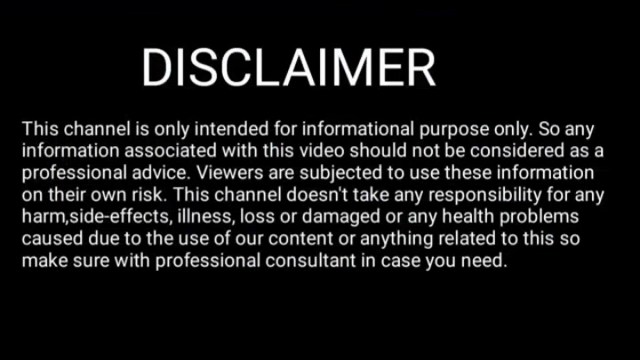 DISCLAIMER
This channel is only intended for informational purpose only. So any
information associated with this video should not be considered as a
professional advice. Viewers are subjected to use these information
on their own risk. This channel doesn't take any responsibility for any
harm,side-effects, illness, loss or damaged or any health problems
caused due to the use of our content or anything related to this so
make sure with professional consultant in case you need.